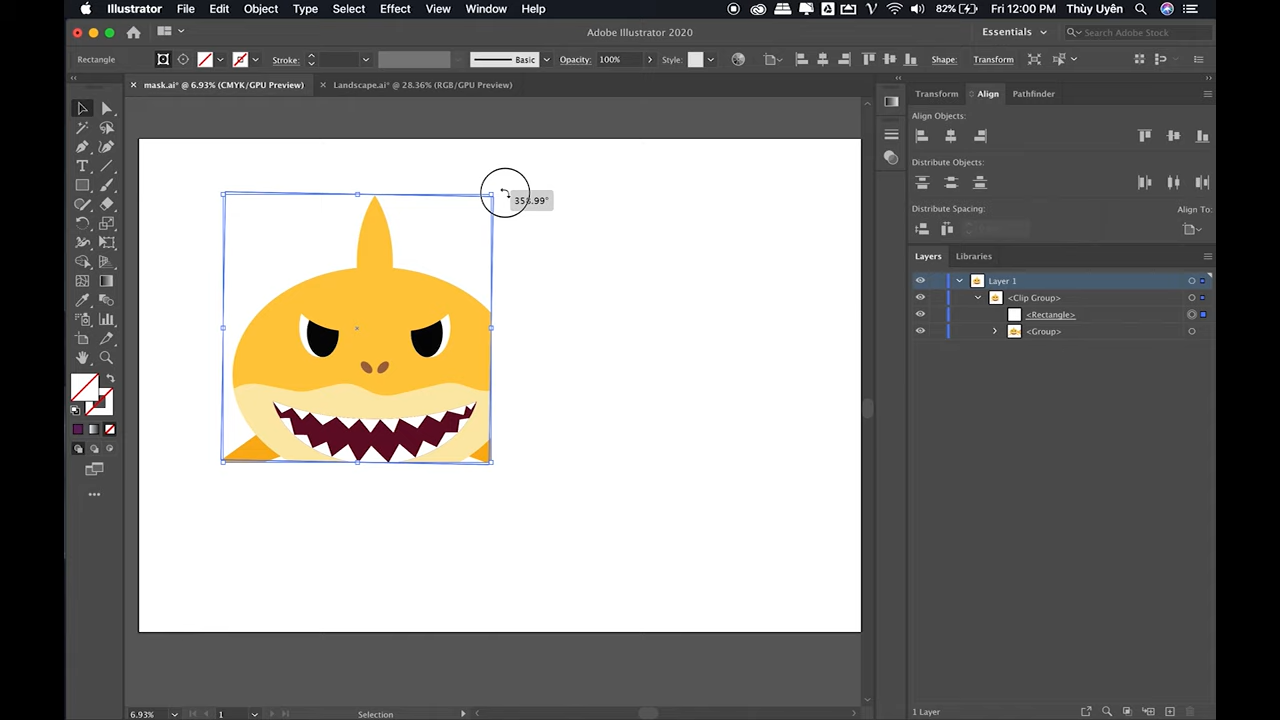 Illustrator File Edit Object Type Select Effect View Window Help 82% Fri 12:00 PM Thùy Uyên
Adobe Illustrator 2020 Essentials Search Adobe Stock
Rectangle Stroke: Basic Opacity: 100% Style: Shape: Transform
mask.ai* @ 6.93% (CMYK/GPU Preview) Landscape.ai* @ 28.36% (RGB/GPU Preview)
Transform Align Pathfinder
Align Objects:
Distribute Objects:
358.99°
Distribute Spacing: Align To:
Layers Libraries
Layer 1
<Clip Group>
<Rectangle>
<Group>
6.93% 1 Selection 1 Layer